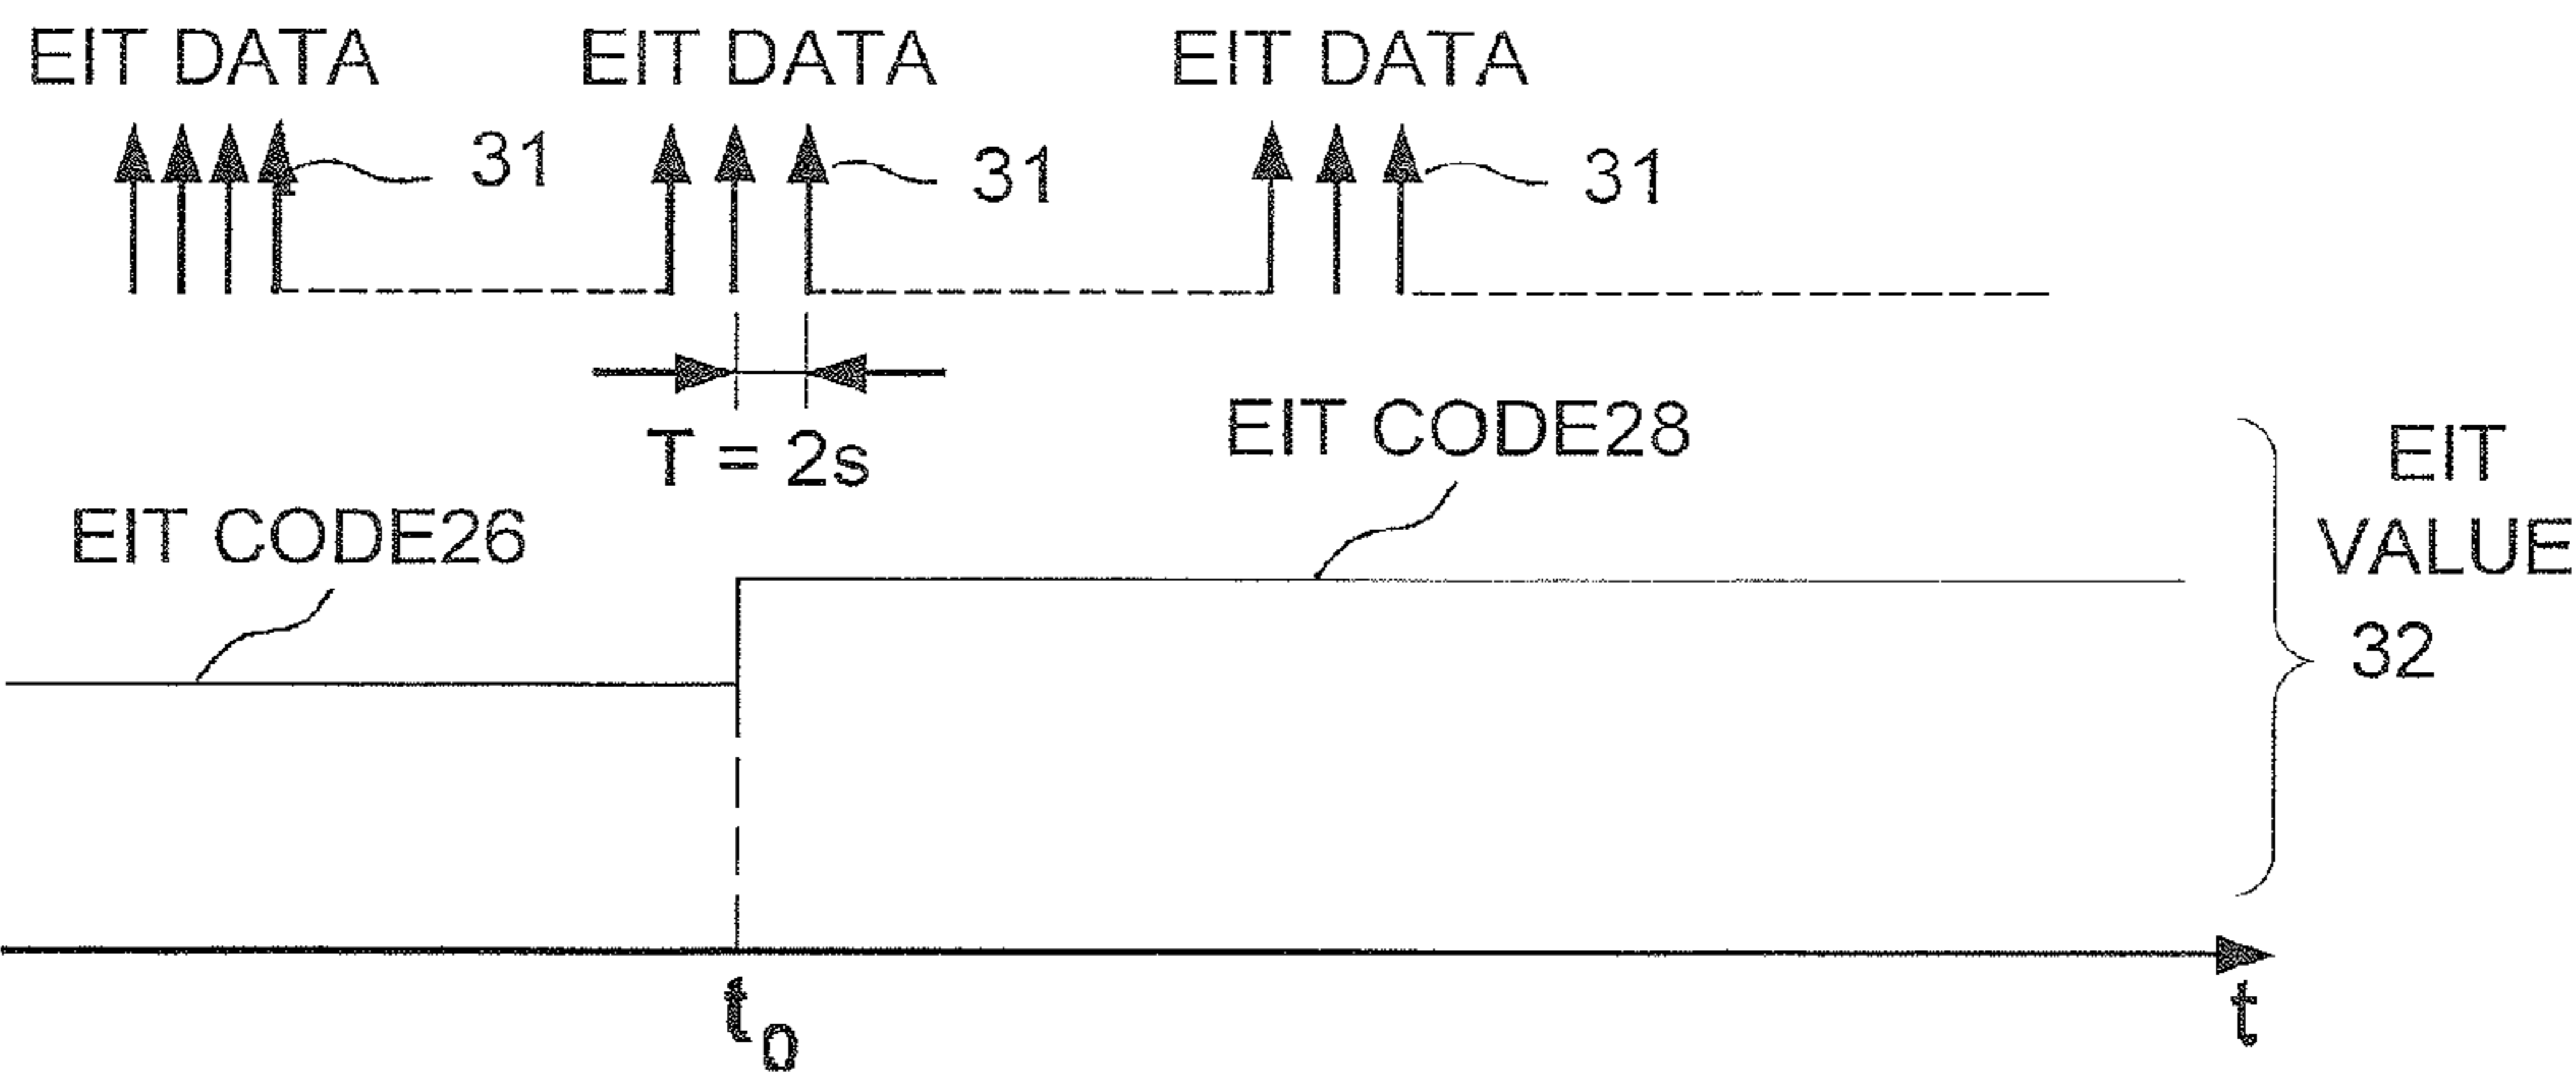 EIT DATA EIT DATA EIT DATA
31 31 31
T = 2s
EIT CODE28
EIT CODE26
EIT
VALUE
32
t0
t